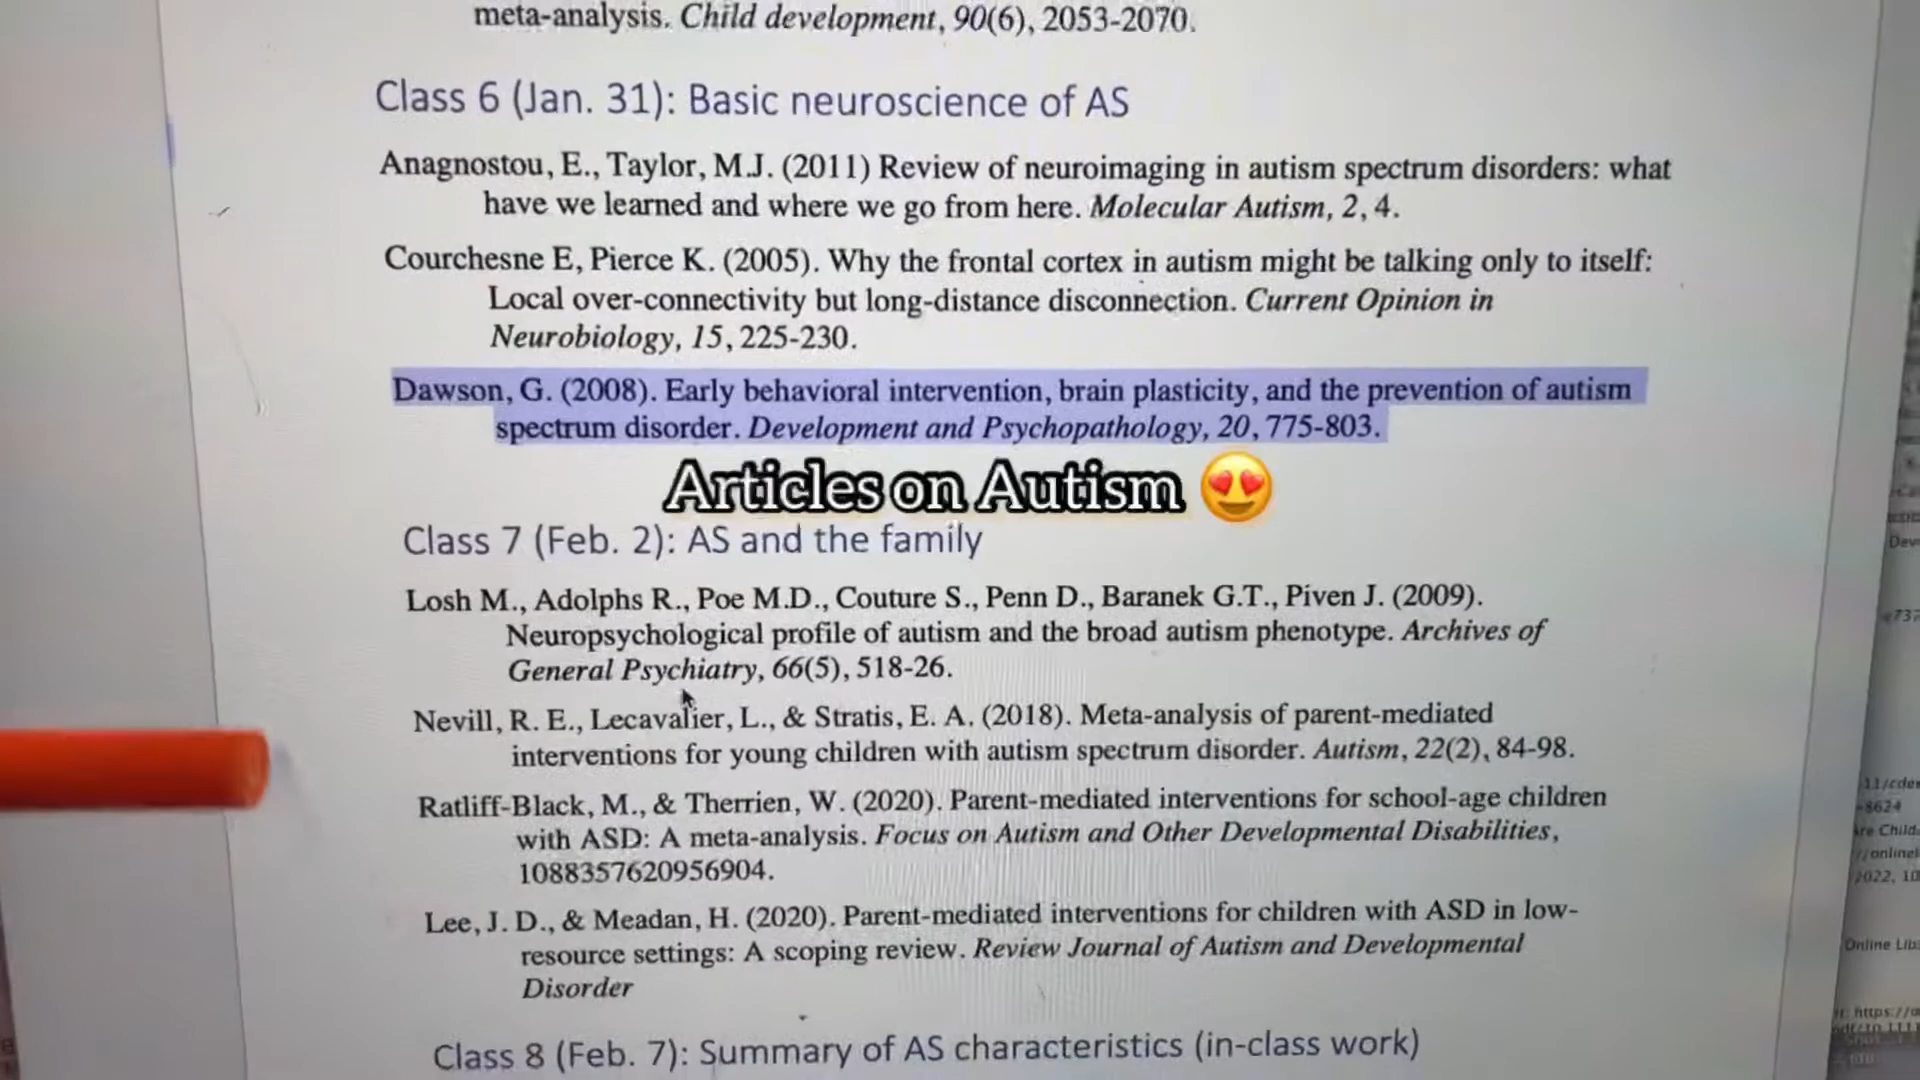 meta-analysis. Child development, 90(6), 2053-2070.
Class 6 (Jan. 31): Basic neuroscience of AS
Anagnostou, E., Taylor, M.J. (2011) Review of neuroimaging in autism spectrum disorders: what
have we learned and where we go from here. Molecular Autism, 2, 4.
Courchesne E, Pierce K. (2005). Why the frontal cortex in autism might be talking only to itself:
Local over-connectivity but long-distance disconnection. Current Opinion in
Neurobiology, 15, 225-230.
Dawson, G. (2008). Early behavioral intervention, brain plasticity, and the prevention of autism
spectrum disorder. Development and Psychopathology, 20, 775-803.
Articles on Autism 😍
Class 7 (Feb. 2): AS and the family
Losh M., Adolphs R., Poe M.D., Couture S., Penn D., Baranek G.T., Piven J. (2009).
Neuropsychological profile of autism and the broad autism phenotype. Archives of
General Psychiatry, 66(5), 518-26.
Nevill, R. E., Lecavalier, L., & Stratis, E. A. (2018). Meta-analysis of parent-mediated
interventions for young children with autism spectrum disorder. Autism, 22(2), 84-98.
Ratliff-Black, M., & Therrien, W. (2020). Parent-mediated interventions for school-age children
with ASD: A meta-analysis. Focus on Autism and Other Developmental Disabilities,
1088357620956904.
Lee, J. D., & Meadan, H. (2020). Parent-mediated interventions for children with ASD in low-
resource settings: A scoping review. Review Journal of Autism and Developmental
Disorder
Class 8 (Feb. 7): Summary of AS characteristics (in-class work)
11/cde
-8624
are Child
2022, 10
Online Lib
https://o